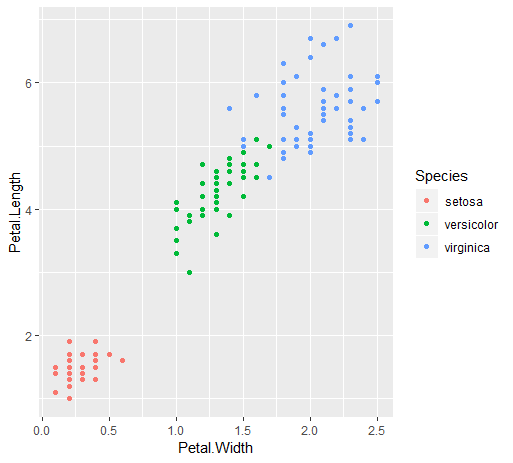 Petal.Length
6
4
2
0.0 0.5 1.0 1.5 2.0 2.5
Petal.Width
Species
setosa
versicolor
virginica